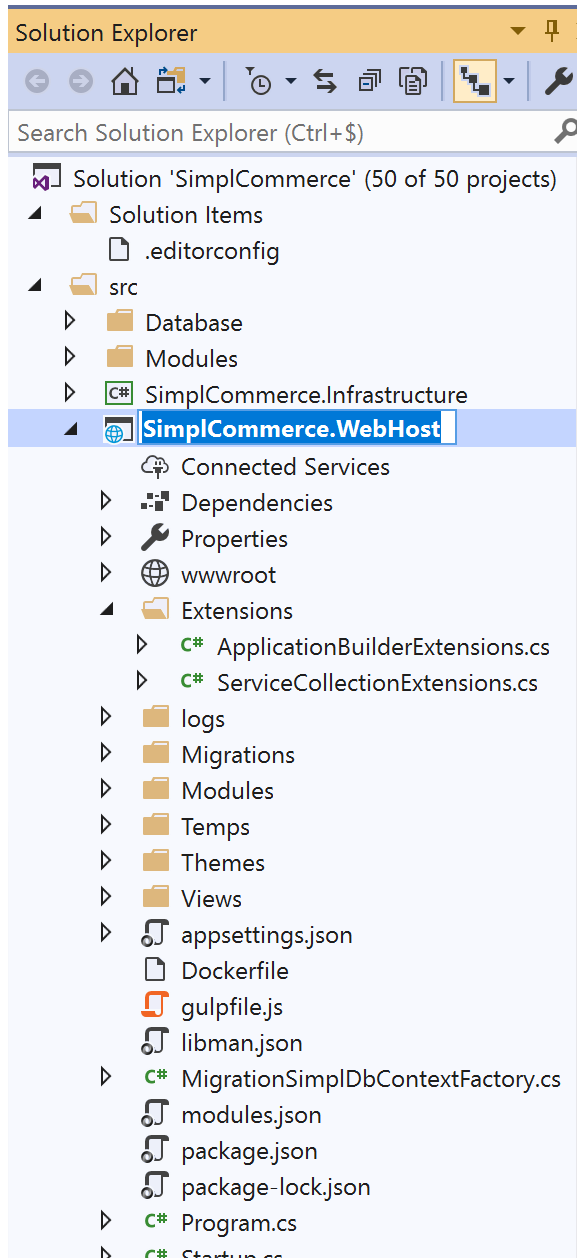 Solution Explorer
Search Solution Explorer (Ctrl+$)
Solution 'SimplCommerce' (50 of 50 projects)
Solution Items
.editorconfig
src
Database
Modules
C# SimplCommerce.Infrastructure
SimplCommerce.WebHost
Connected Services
Dependencies
Properties
wwwroot
Extensions
C# ApplicationBuilderExtensions.cs
C# ServiceCollectionExtensions.cs
logs
Migrations
Modules
Temps
Themes
Views
appsettings.json
Dockerfile
gulpfile.js
libman.json
C# MigrationSimplDbContextFactory.cs
modules.json
package.json
package-lock.json
C# Program.cs
C# Startup.cs